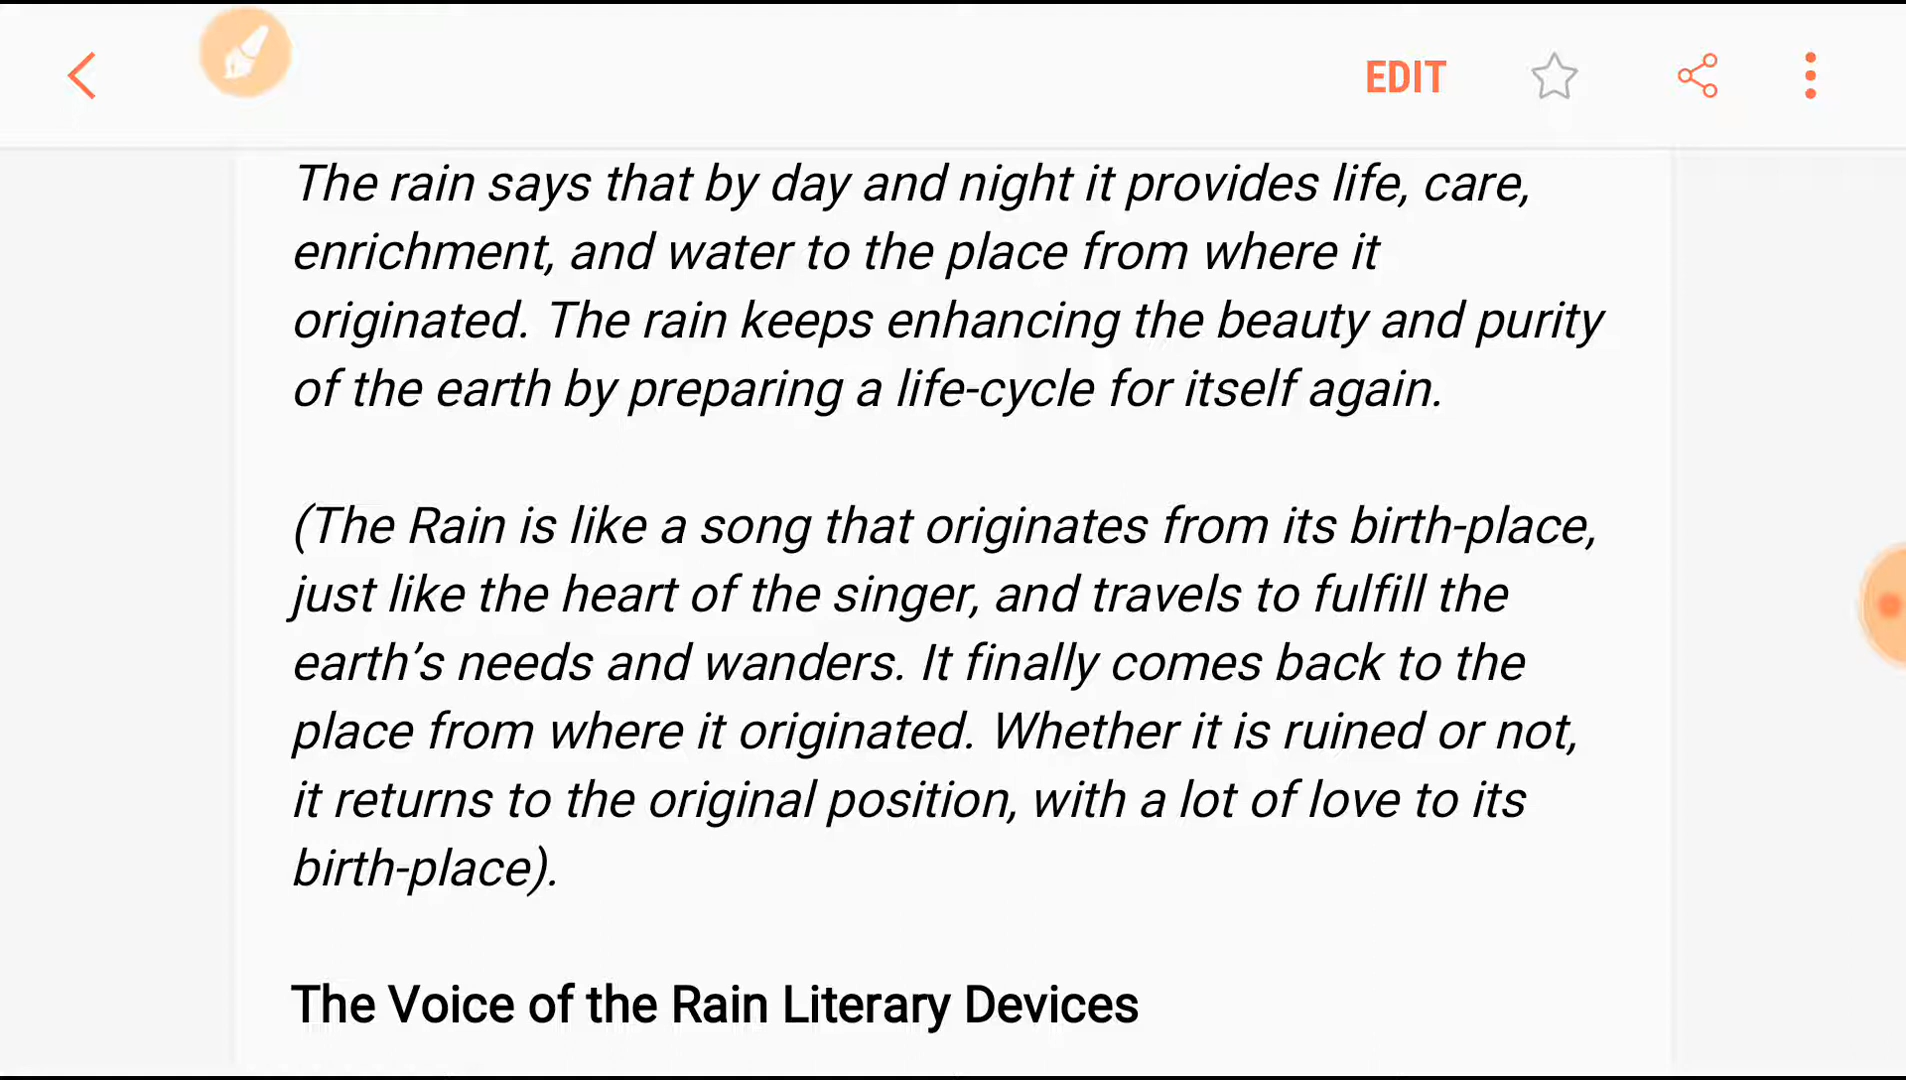 EDIT
The rain says that by day and night it provides life, care,
enrichment, and water to the place from where it
originated. The rain keeps enhancing the beauty and purity
of the earth by preparing a life-cycle for itself again.
(The Rain is like a song that originates from its birth-place,
just like the heart of the singer, and travels to fulfill the
earth’s needs and wanders. It finally comes back to the
place from where it originated. Whether it is ruined or not,
it returns to the original position, with a lot of love to its
birth-place).
The Voice of the Rain Literary Devices